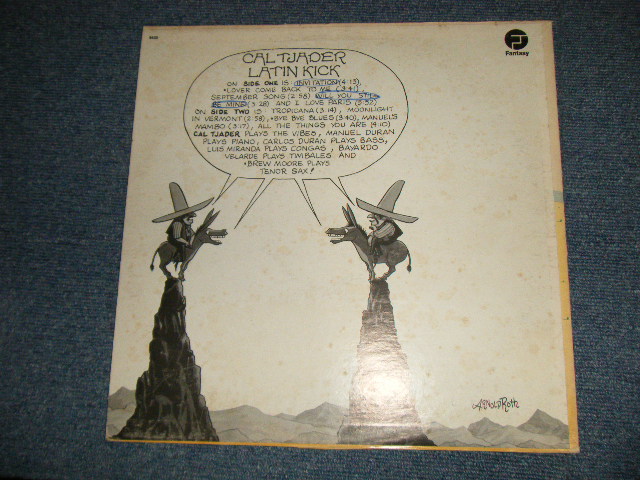 Fantasy
CAL TJADER
LATIN KICK
ON SIDE ONE IS INVITATION (4:15),
•LOVER COME BACK TO ME (3:41),
SEPTEMBER SONG (2:58) WILL YOU STILL
BE MINE (3:28) AND I LOVE PARIS (3:52)
ON SIDE TWO IS TROPICANA (3:14), MOONLIGHT
IN VERMONT (2:58), •BYE BYE BLUES (3:40), MANUEL'S
MAMBO (3:17), ALL THE THINGS YOU ARE (4:10)
CAL TJADER PLAYS THE VIBES, MANUEL DURAN
PLAYS PIANO, CARLOS DURAN PLAYS BASS,
LUIS MIRANDA PLAYS CONGAS, BAYARDO
VELARDE PLAYS TIMBALES AND
•BREW MOORE PLAYS
TENOR SAX!
ARNOLD ROTH